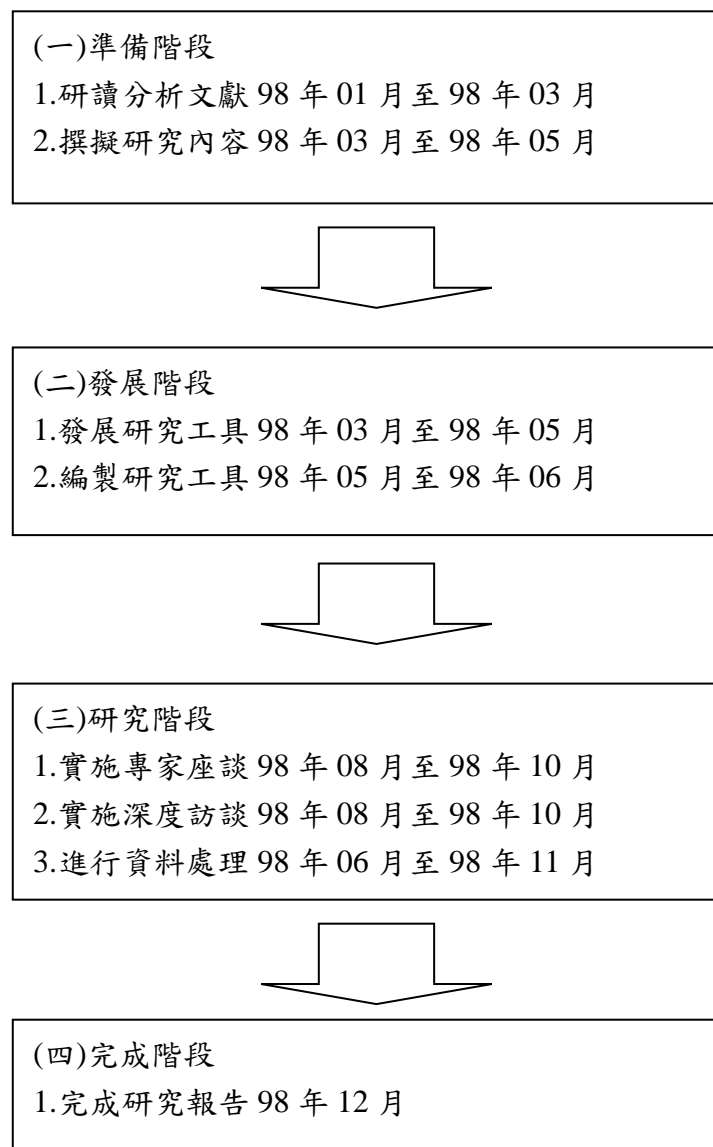 (一)準備階段
1.研讀分析文獻 98 年 01 月至 98 年 03 月
2.撰擬研究內容 98 年 03 月至 98 年 05 月
(二)發展階段
1.發展研究工具 98 年 03 月至 98 年 05 月
2.編製研究工具 98 年 05 月至 98 年 06 月
(三)研究階段
1.實施專家座談 98 年 08 月至 98 年 10 月
2.實施深度訪談 98 年 08 月至 98 年 10 月
3.進行資料處理 98 年 06 月至 98 年 11 月
(四)完成階段
1.完成研究報告 98 年 12 月